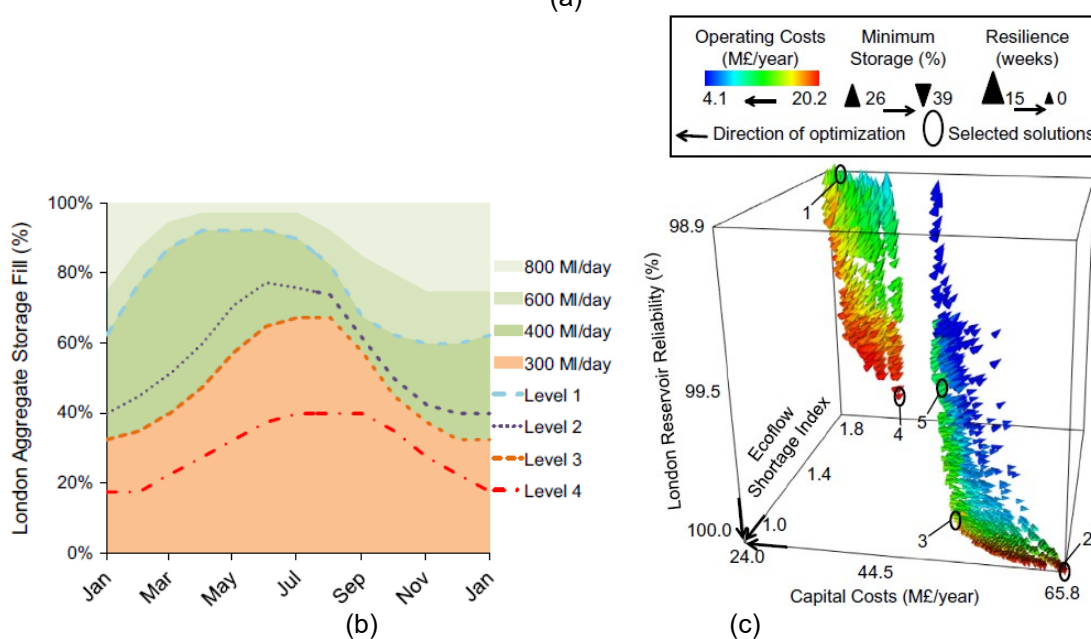 (a)
100%
80%
60%
40%
20%
0%
London Aggregate Storage Fill (%)
Jan
Mar
May
Jul
Sep
Nov
Jan
800 Ml/day
600 Ml/day
400 Ml/day
300 Ml/day
Level 1
Level 2
Level 3
Level 4
(b)
Operating Costs
(M£/year)
4.1
20.2
Minimum
Storage (%)
26
39
Resilience
(weeks)
15
0
Direction of optimization
Selected solutions
London Reservoir Reliability (%)
98.9
99.5
100.0
Ecoflow
Shortage Index
1.8
1.4
1.0
24.0
44.5
65.8
Capital Costs (M£/year)
1
4
5
3
2
(c)